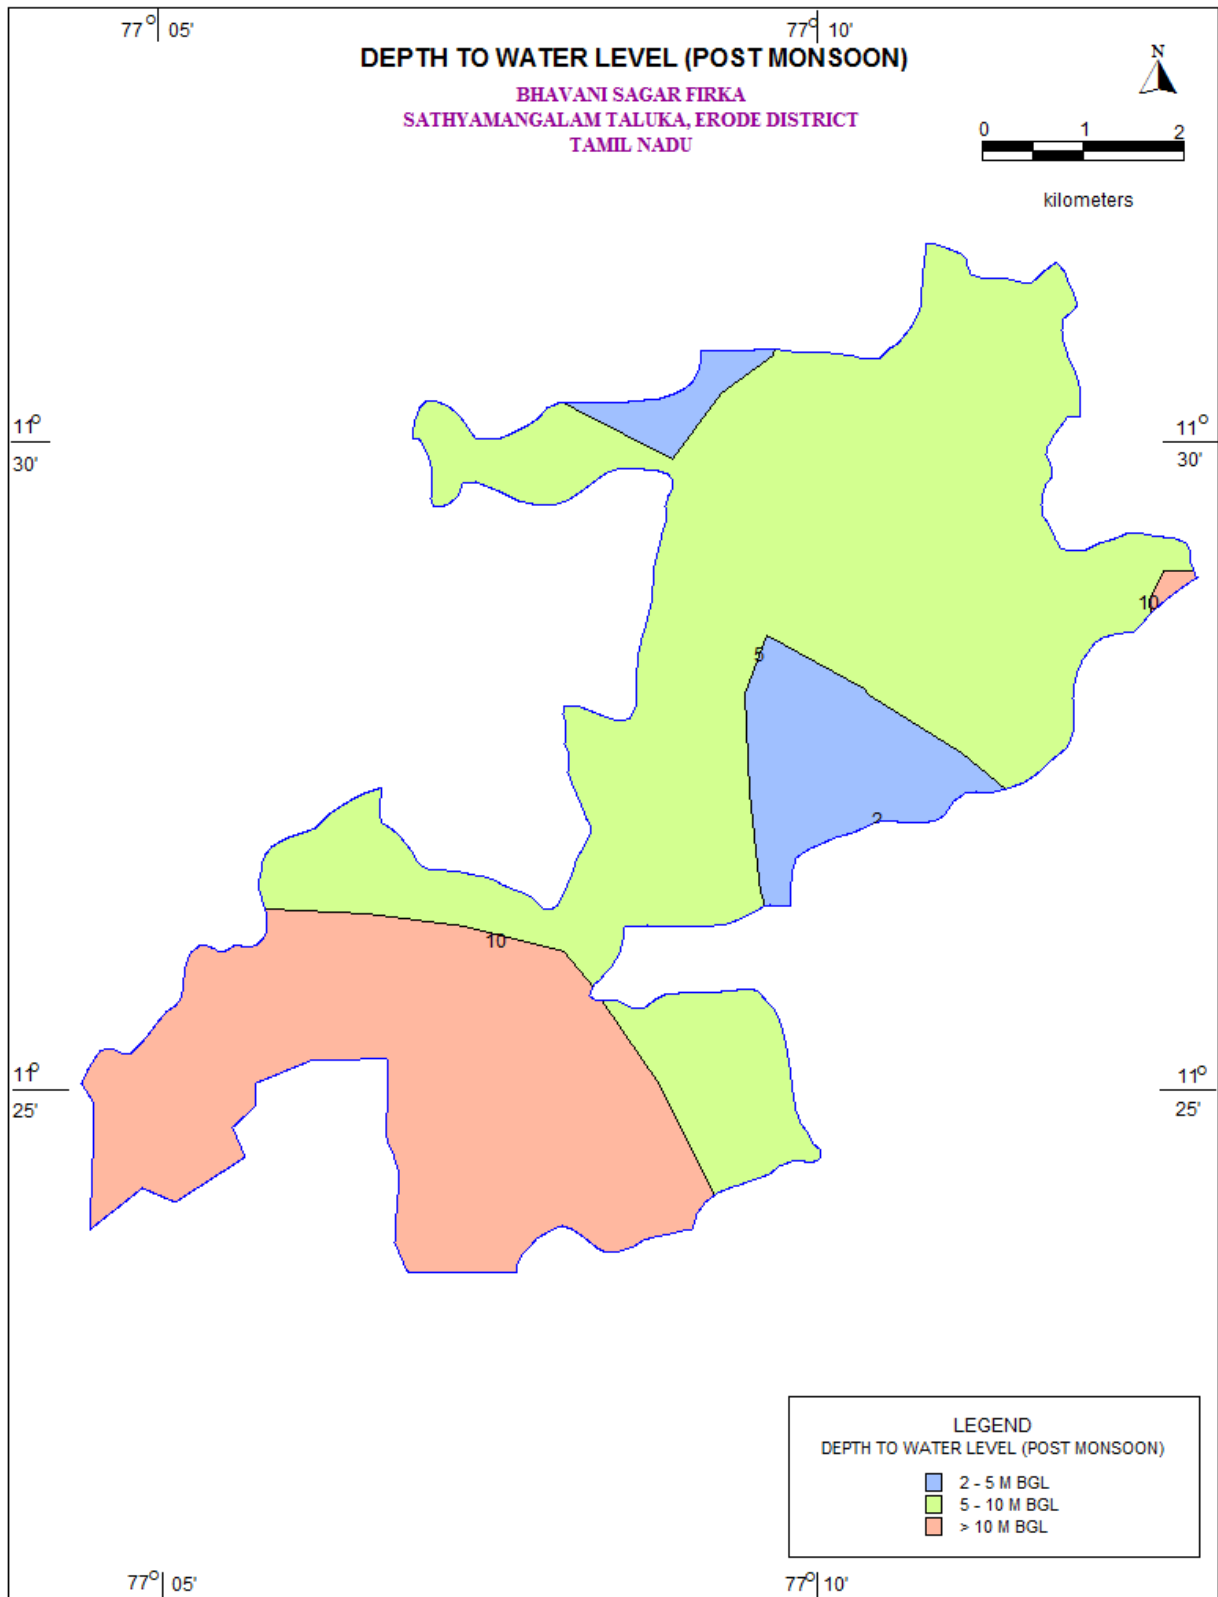 77° 05'
77° 10'
DEPTH TO WATER LEVEL (POST MONSOON)
N
BHAVANI SAGAR FIRKA
SATHYAMANGALAM TALUKA, ERODE DISTRICT
TAMIL NADU
0 1 2
kilometers
11°
30'
11°
30'
10
5
2
10
11°
25'
11°
25'
LEGEND
DEPTH TO WATER LEVEL (POST MONSOON)
2 - 5 M BGL
5 - 10 M BGL
> 10 M BGL
77° 05'
77° 10'